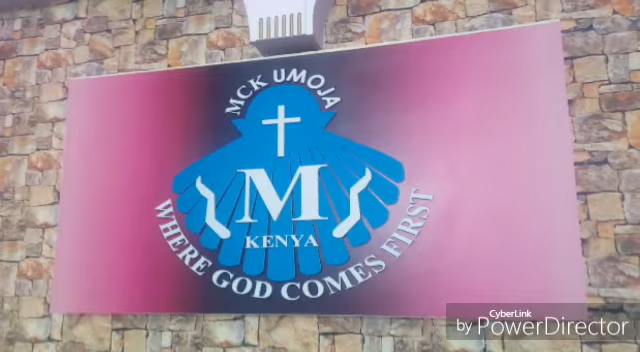 MCK UMOJA
M
KENYA
WHERE GOD COMES FIRST
CyberLink
by PowerDirector